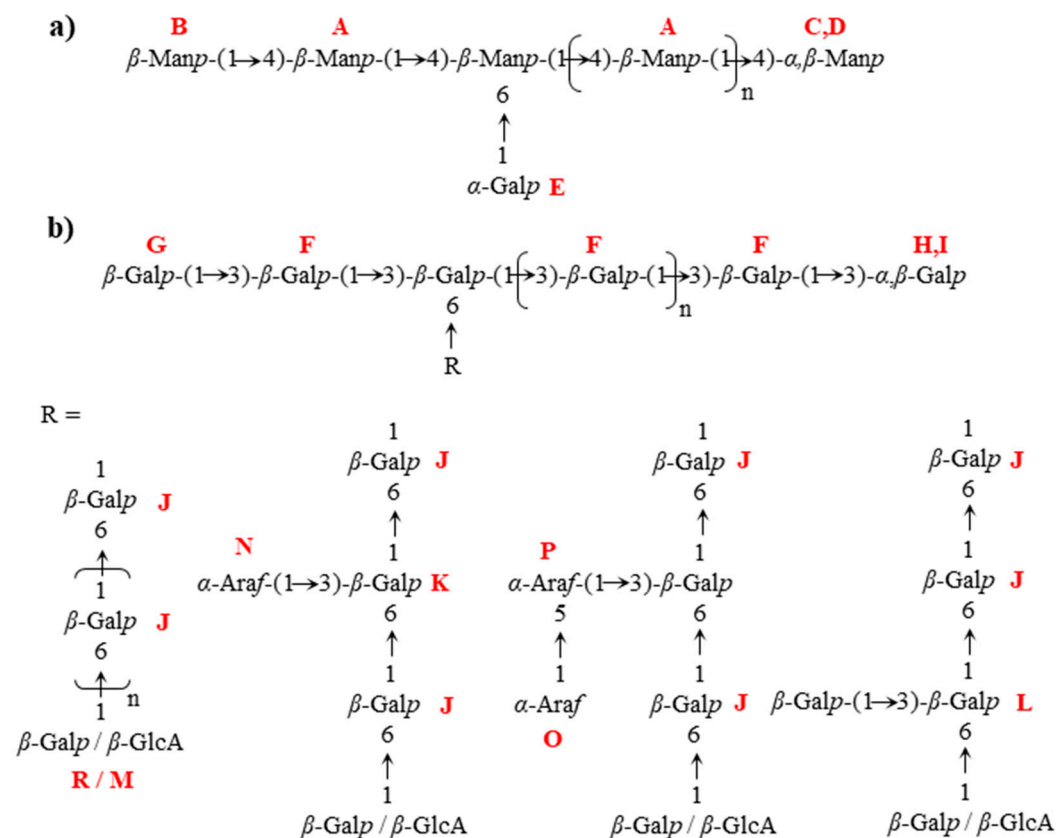 a) B A A C,D
β-Manp-(1→4)-β-Manp-(1→4)-β-Manp-(1→4)-β-Manp-(1→4)-α,β-Manp
6 n
↑
1
α-Galp E
b) G F F F H,I
β-Galp-(1→3)-β-Galp-(1→3)-β-Galp-(1→3)-β-Galp-(1→3)-β-Galp-(1→3)-α,β-Galp
6 n
↑
R
R =
1
β-Galp J
6
↑
1
β-Galp J
6
↑ n
1
β-Galp / β-GlcA
R / M
1
β-Galp J
6
↑
N 1
α-Araf-(1→3)-β-Galp K
6
↑
1
β-Galp J
6
↑
1
β-Galp / β-GlcA
1
β-Galp J
6
↑
P 1
α-Araf-(1→3)-β-Galp
5 6
↑ ↑
1 1
α-Araf β-Galp J
O 6
↑
1
β-Galp / β-GlcA
1
β-Galp J
6
↑
1
β-Galp J
6
↑
1
β-Galp-(1→3)-β-Galp L
6
↑
1
β-Galp / β-GlcA